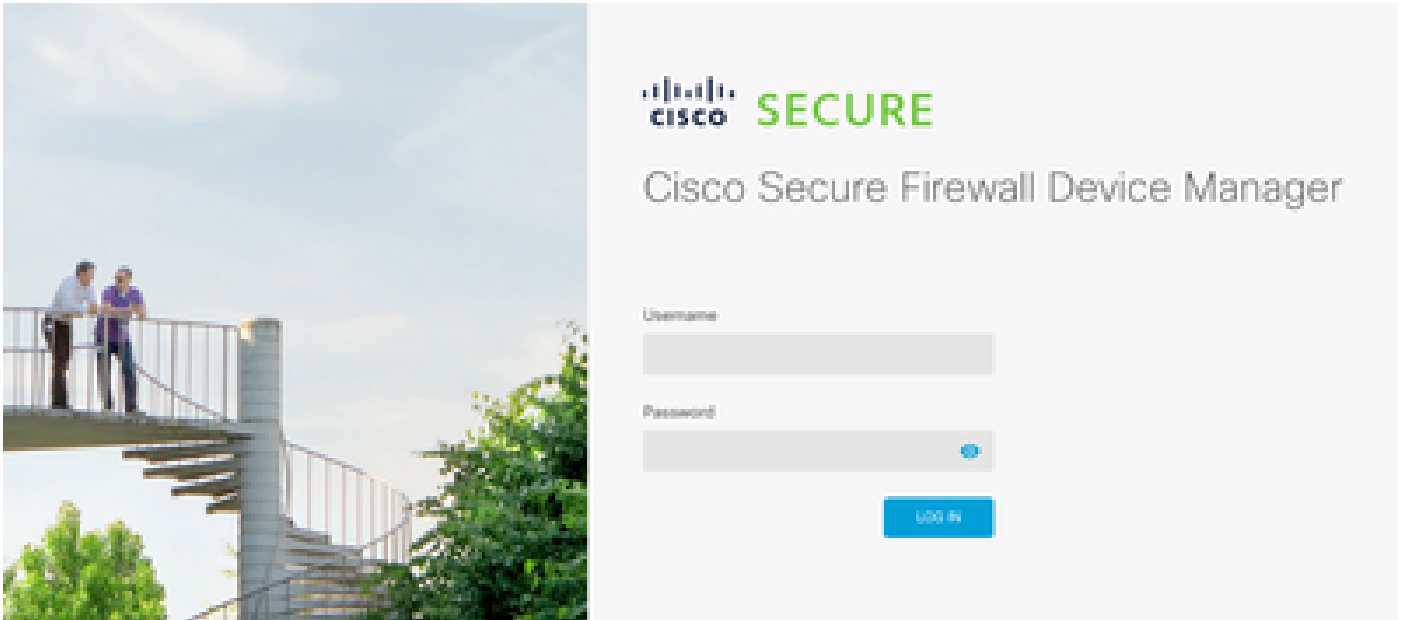 CISCO SECURE
Cisco Secure Firewall Device Manager
Username
Password
LOG IN